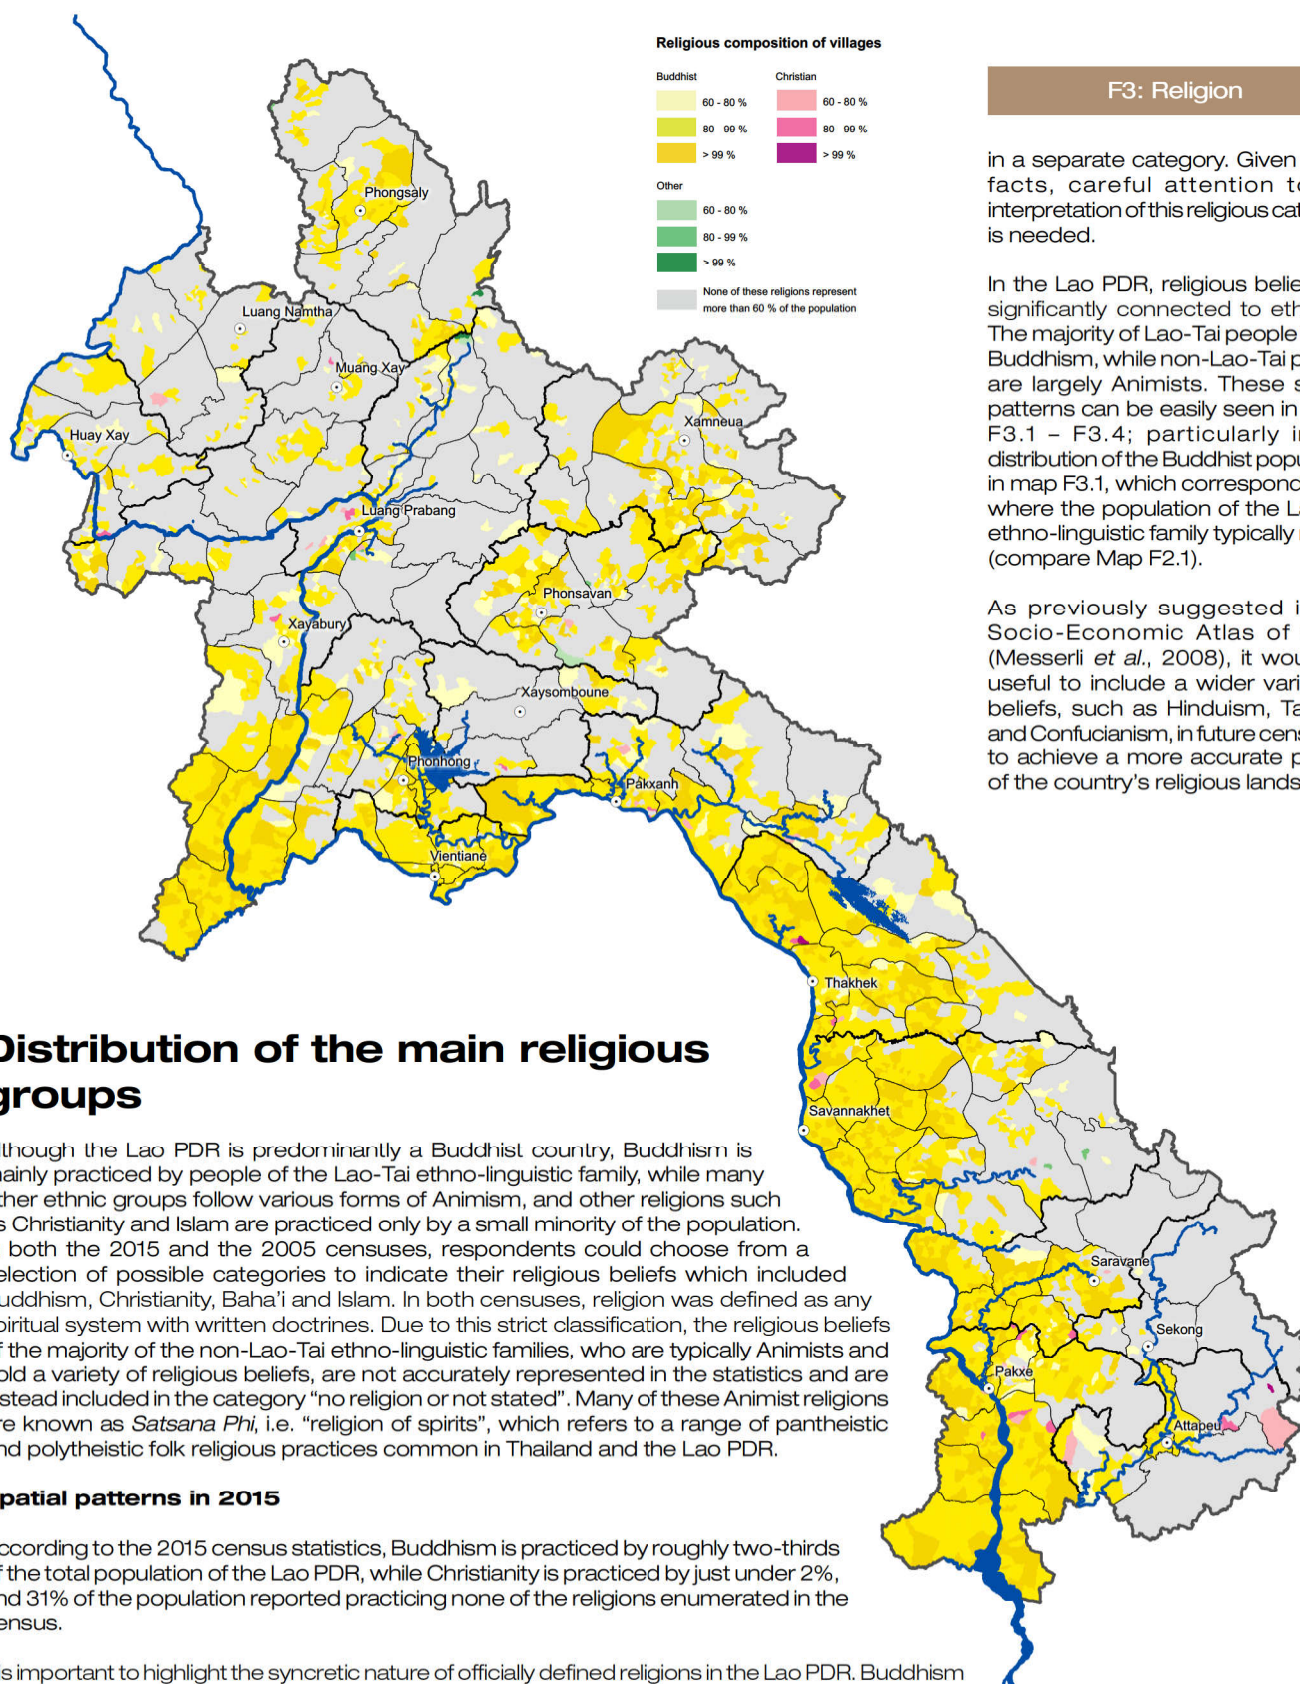 Religious composition of villages
Buddhist
Christian
60 - 80 %
60 - 80 %
80 99 %
80 99 %
> 99 %
> 99 %
Other
60 - 80 %
80 - 99 %
> 99 %
None of these religions represent
more than 60 % of the population
Phongsaly
Luang Namtha
Muang Xay
Huay Xay
Xamneua
Luang Prabang
Phonsavan
Xayabury
Xaysomboune
Phonhong
Pakxanh
Vientiane
Thakhek
Savannakhet
Saravane
Sekong
Pakxe
Attapeu
F3: Religion
in a separate category. Given
facts, careful attention to
interpretation of this religious cat
is needed.
In the Lao PDR, religious belie
significantly connected to eth
The majority of Lao-Tai people
Buddhism, while non-Lao-Tai p
are largely Animists. These s
patterns can be easily seen in
F3.1 – F3.4; particularly in
distribution of the Buddhist popu
in map F3.1, which correspond
where the population of the La
ethno-linguistic family typically
(compare Map F2.1).
As previously suggested i
Socio-Economic Atlas of
(Messerli et al., 2008), it wou
useful to include a wider vari
beliefs, such as Hinduism, Ta
and Confucianism, in future cens
to achieve a more accurate p
of the country's religious lands
Distribution of the main religious
groups
lthough the Lao PDR is predominantly a Buddhist country, Buddhism is
ainly practiced by people of the Lao-Tai ethno-linguistic family, while many
ther ethnic groups follow various forms of Animism, and other religions such
s Christianity and Islam are practiced only by a small minority of the population.
both the 2015 and the 2005 censuses, respondents could choose from a
election of possible categories to indicate their religious beliefs which included
uddhism, Christianity, Baha'i and Islam. In both censuses, religion was defined as any
piritual system with written doctrines. Due to this strict classification, the religious beliefs
f the majority of the non-Lao-Tai ethno-linguistic families, who are typically Animists and
old a variety of religious beliefs, are not accurately represented in the statistics and are
stead included in the category “no religion or not stated”. Many of these Animist religions
re known as Satsana Phi, i.e. “religion of spirits”, which refers to a range of pantheistic
nd polytheistic folk religious practices common in Thailand and the Lao PDR.
patial patterns in 2015
ccording to the 2015 census statistics, Buddhism is practiced by roughly two-thirds
f the total population of the Lao PDR, while Christianity is practiced by just under 2%,
nd 31% of the population reported practicing none of the religions enumerated in the
ensus.
is important to highlight the syncretic nature of officially defined religions in the Lao PDR. Buddhism